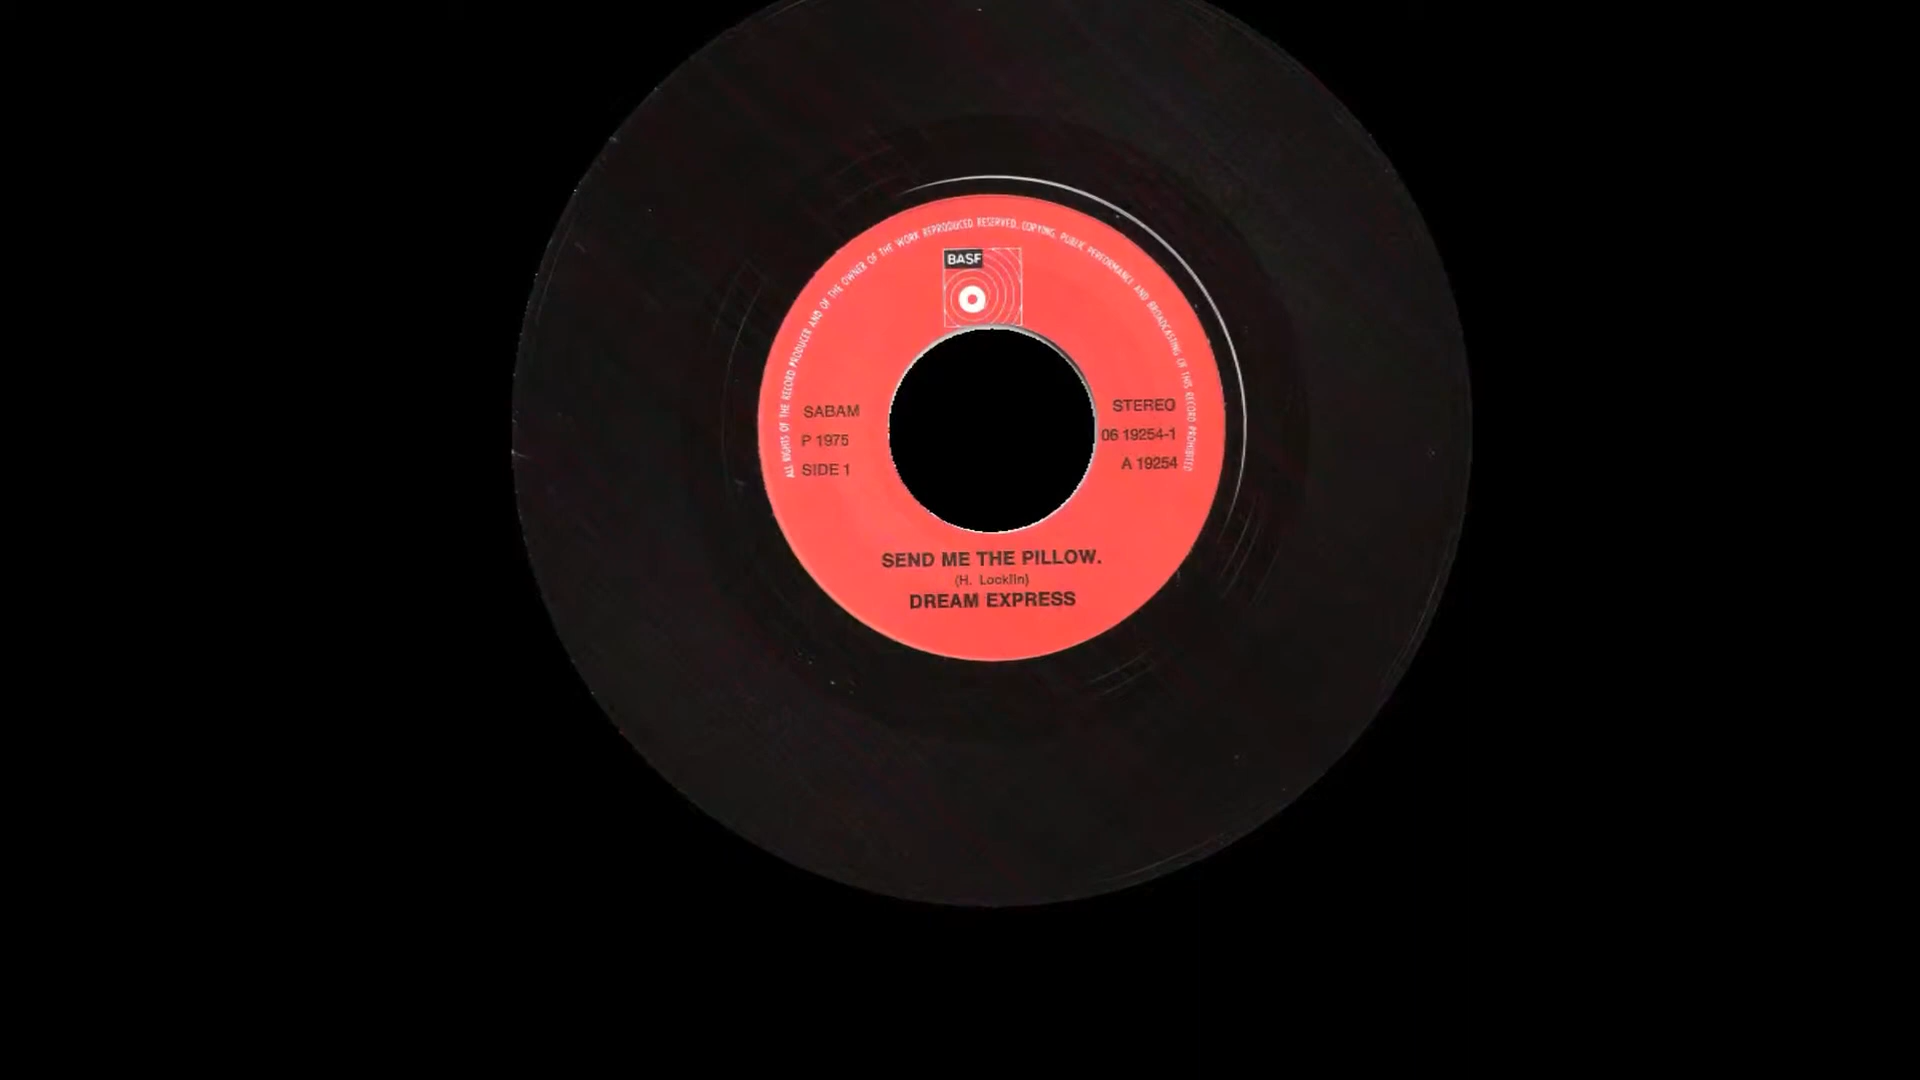 ALL RIGHTS OF THE RECORD PRODUCER AND OF THE OWNER OF THE WORK REPRODUCED RESERVED. COPYING, PUBLIC PERFORMANCE AND BROADCASTING OF THIS RECORD PROHIBITED
BASF
SABAM
P 1975
SIDE 1
STEREO
06 19254-1
A 19254
SEND ME THE PILLOW.
(H. Locklin)
DREAM EXPRESS